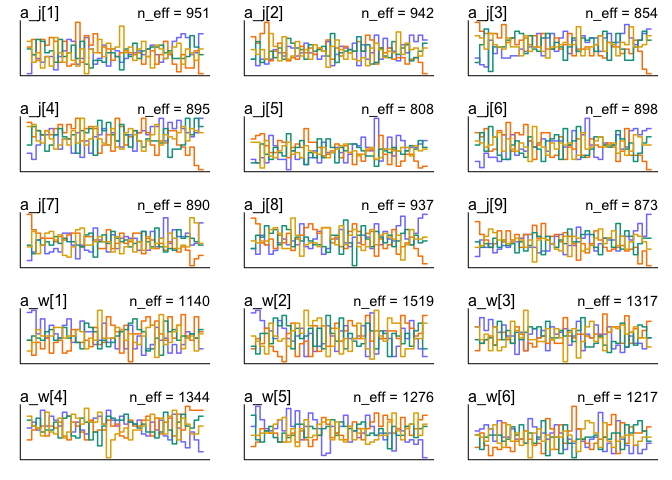 a_j[1] n_eff = 951
a_j[2] n_eff = 942
a_j[3] n_eff = 854
a_j[4] n_eff = 895
a_j[5] n_eff = 808
a_j[6] n_eff = 898
a_j[7] n_eff = 890
a_j[8] n_eff = 937
a_j[9] n_eff = 873
a_w[1] n_eff = 1140
a_w[2] n_eff = 1519
a_w[3] n_eff = 1317
a_w[4] n_eff = 1344
a_w[5] n_eff = 1276
a_w[6] n_eff = 1217